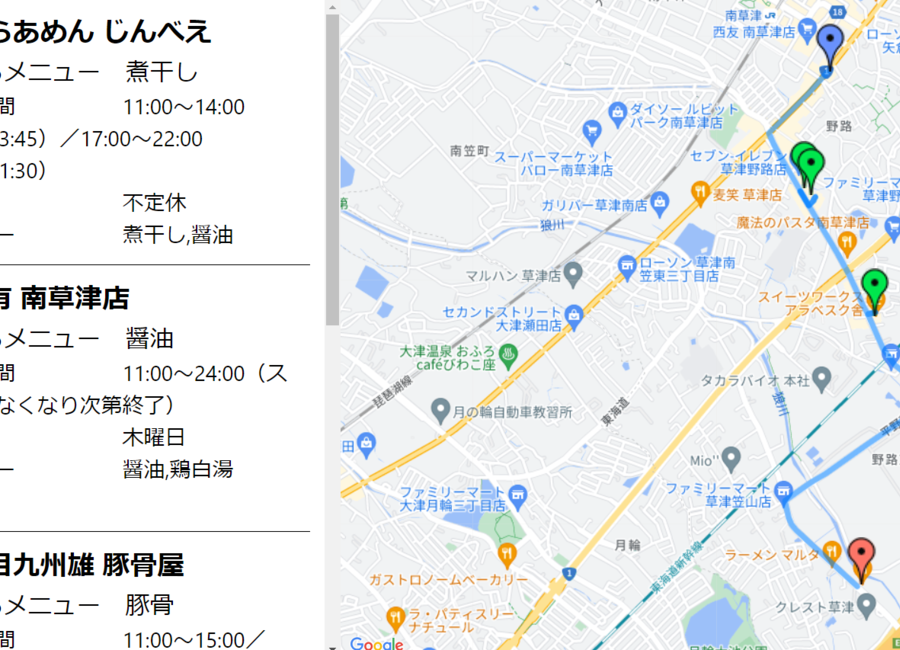 らあめん じんべえ
メニュー 煮干し
間 11:00～14:00
3:45）／17:00～22:00
1:30）
不定休
ー 煮干し,醤油
南草津店
メニュー 醤油
間 11:00～24:00（ス
なくなり次第終了）
木曜日
ー 醤油,鶏白湯
九州雄 豚骨屋
メニュー 豚骨
間 11:00～15:00／
南草津 JR
18
西友 南草津店
ローソ
矢倉
1
ダイソー ルビット
パーク南草津店
野路
南笠町
スーパーマーケット
バロー南草津店
セブン-イレブン
草津野路店
ファミリーマ
草津野
麦笑 草津店
ガリバー草津南店
第
狼川
魔法のパスタ南草津店
ローソン 草津南
笠東三丁目店
マルハン 草津店
スイーツワークス
アラベスク舎
セカンドストリート
大津瀬田店
大津温泉 おふろ
caféびわこ座
琵琶湖線
タカラバイオ 本社
月の輪自動車教習所
東海道
狼川
田
平野
Mio"
野路
ファミリーマート
草津笠山店
ファミリーマート
大津月輪三丁目店
月輪
東海道新幹線
ラーメン マルタ
1
ガストロノームベーカリー
クレスト草津
ラ・パティスリー
ナチュール
Google